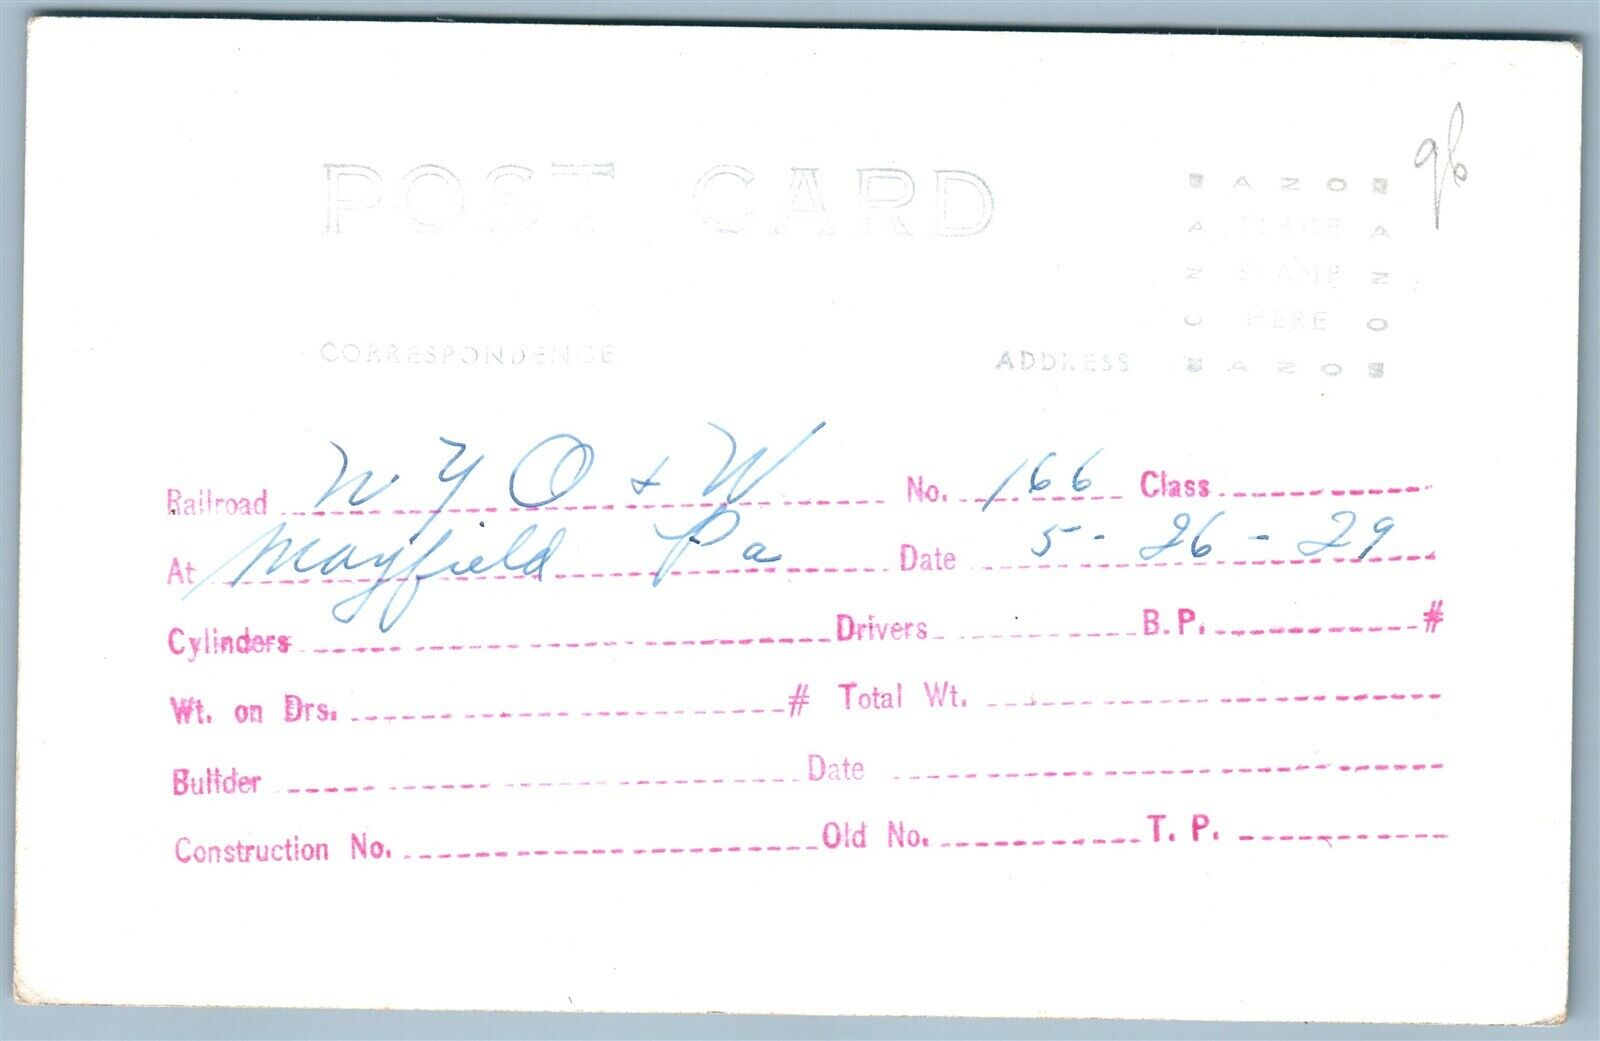 POST CARD
AZO
PLACE
STAMP
HERE
AZO
CORRESPONDENCE ADDRESS
Railroad N Y O & W No. 166 Class
At Mayfield Pa Date 5-26-29
Cylinders Drivers B.P. #
Wt. on Drs. # Total Wt.
Builder Date
Construction No. Old No. T. P.